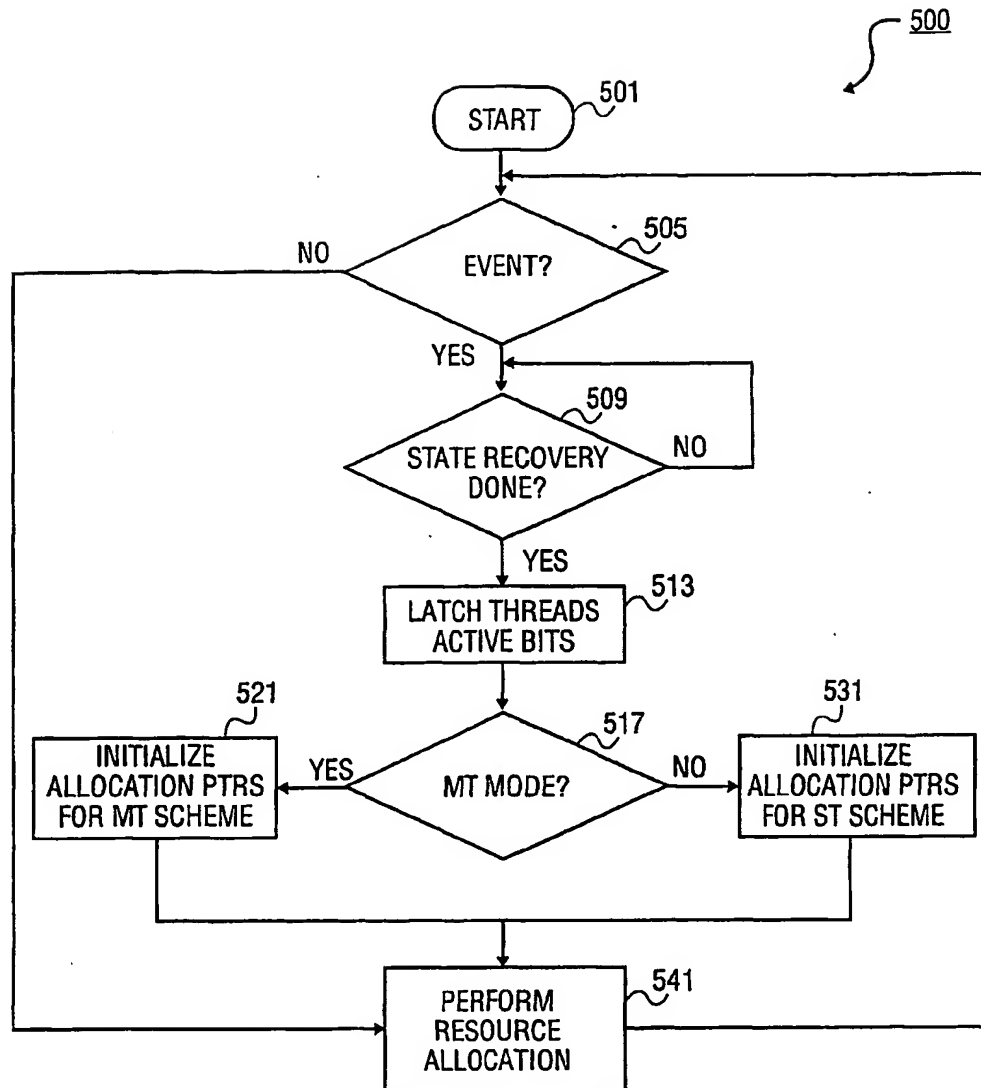 500
START
501
505
NO
EVENT?
YES
509
STATE RECOVERY
DONE?
NO
YES
513
LATCH THREADS
ACTIVE BITS
521
517
531
INITIALIZE
ALLOCATION PTRS
FOR MT SCHEME
YES
MT MODE?
NO
INITIALIZE
ALLOCATION PTRS
FOR ST SCHEME
541
PERFORM
RESOURCE
ALLOCATION